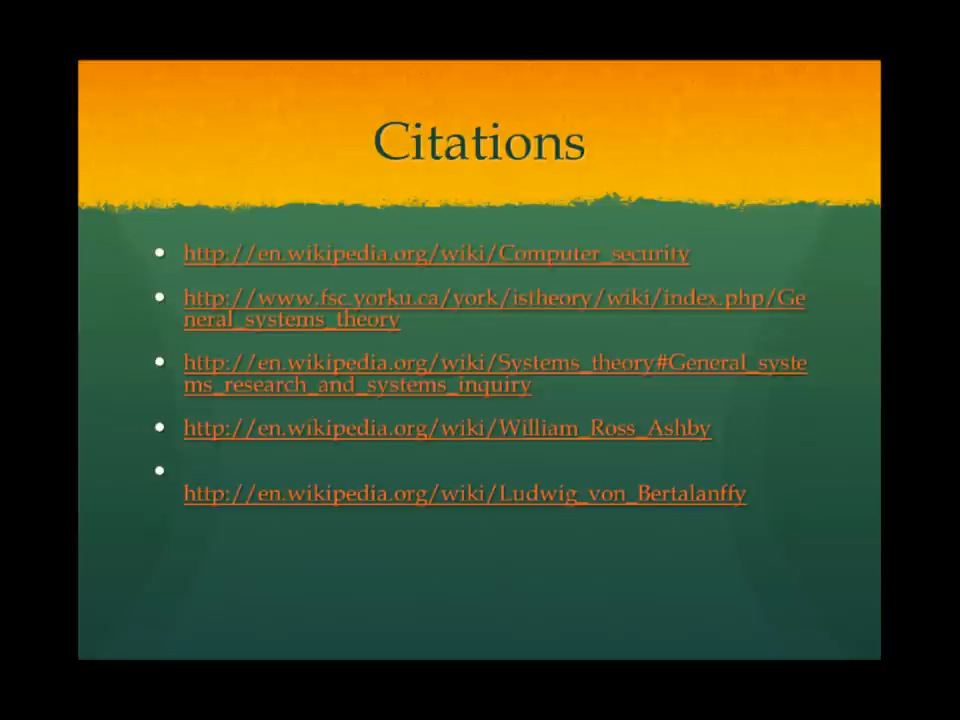 Citations
http://en.wikipedia.org/wiki/Computer_security
http://www.fsc.yorku.ca/york/istheory/wiki/index.php/Ge
neral_systems_theory
http://en.wikipedia.org/wiki/Systems_theory#General_syste
ms_research_and_systems_inquiry
http://en.wikipedia.org/wiki/William_Ross_Ashby
http://en.wikipedia.org/wiki/Ludwig_von_Bertalanffy